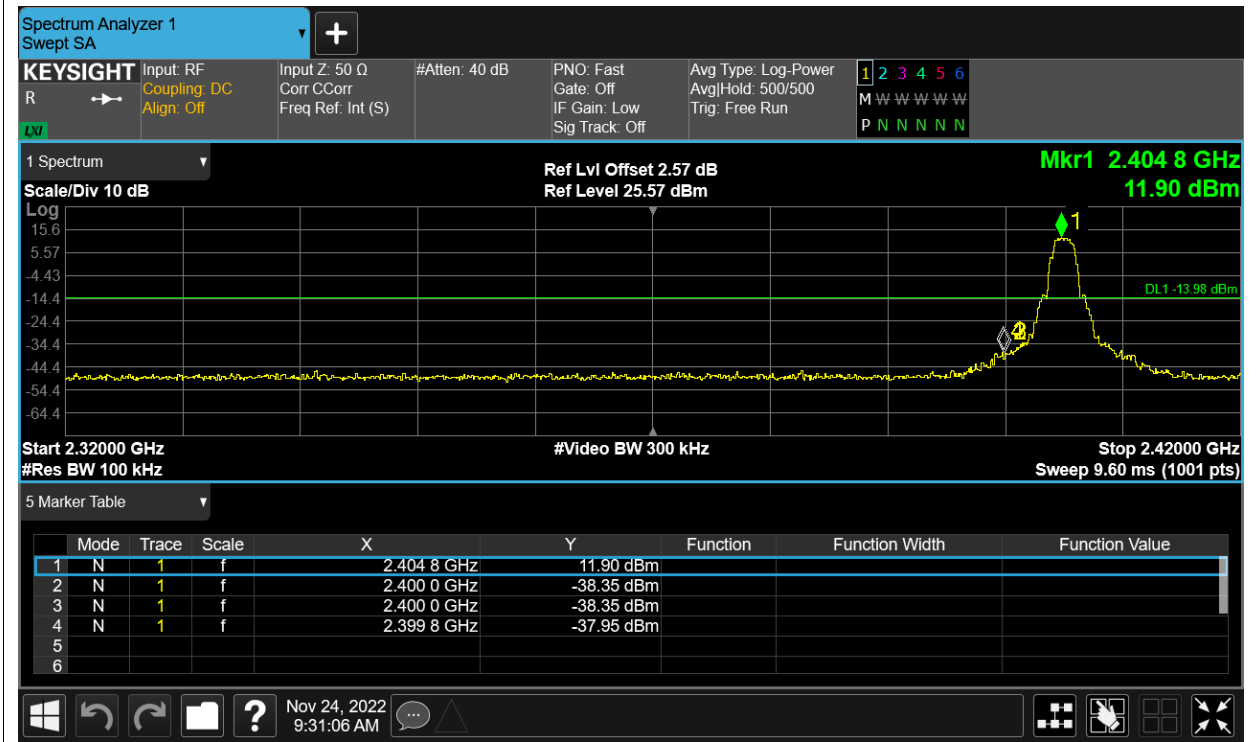 Spectrum Analyzer 1
Swept SA
+
KEYSIGHT Input: RF Input Z: 50 Ω #Atten: 40 dB PNO: Fast Avg Type: Log-Power 1 2 3 4 5 6
R Coupling: DC Corr CCorr Gate: Off Avg|Hold: 500/500 M W W W W W
Align: Off Freq Ref: Int (S) IF Gain: Low Trig: Free Run
LXI Sig Track: Off P N N N N N
1 Spectrum
Ref Lvl Offset 2.57 dB Mkr1 2.404 8 GHz
Scale/Div 10 dB Ref Level 25.57 dBm 11.90 dBm
Log
1
15.6
5.57
-4.43
DL1 -13.98 dBm
-14.4
-24.4
-34.4
-44.4
-54.4
-64.4
Start 2.32000 GHz #Video BW 300 kHz Stop 2.42000 GHz
#Res BW 100 kHz Sweep 9.60 ms (1001 pts)
5 Marker Table
Mode Trace Scale X Y Function Function Width Function Value
1 N 1 f 2.404 8 GHz 11.90 dBm
2 N 1 f 2.400 0 GHz -38.35 dBm
3 N 1 f 2.400 0 GHz -38.35 dBm
4 N 1 f 2.399 8 GHz -37.95 dBm
5
6
? Nov 24, 2022
9:31:06 AM